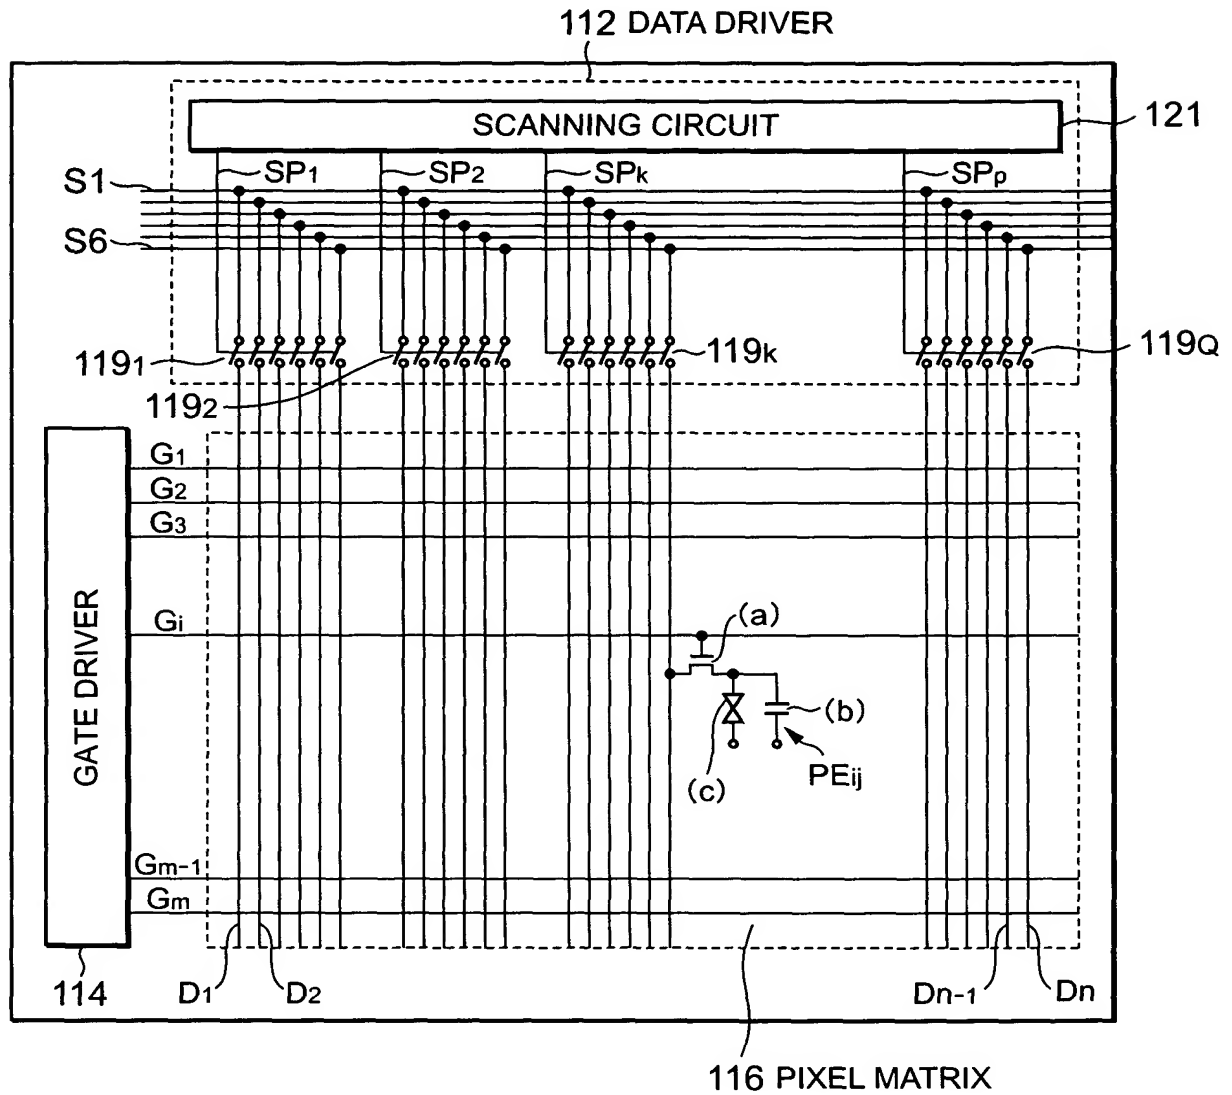 112 DATA DRIVER
SCANNING CIRCUIT
121
S1
SP1
SP2
SPk
SPp
S6
1191
1192
119k
119Q
G1
G2
G3
Gi
GATE DRIVER
(a)
(b)
(c)
PEij
Gm-1
Gm
114
D1
D2
Dn-1
Dn
116 PIXEL MATRIX